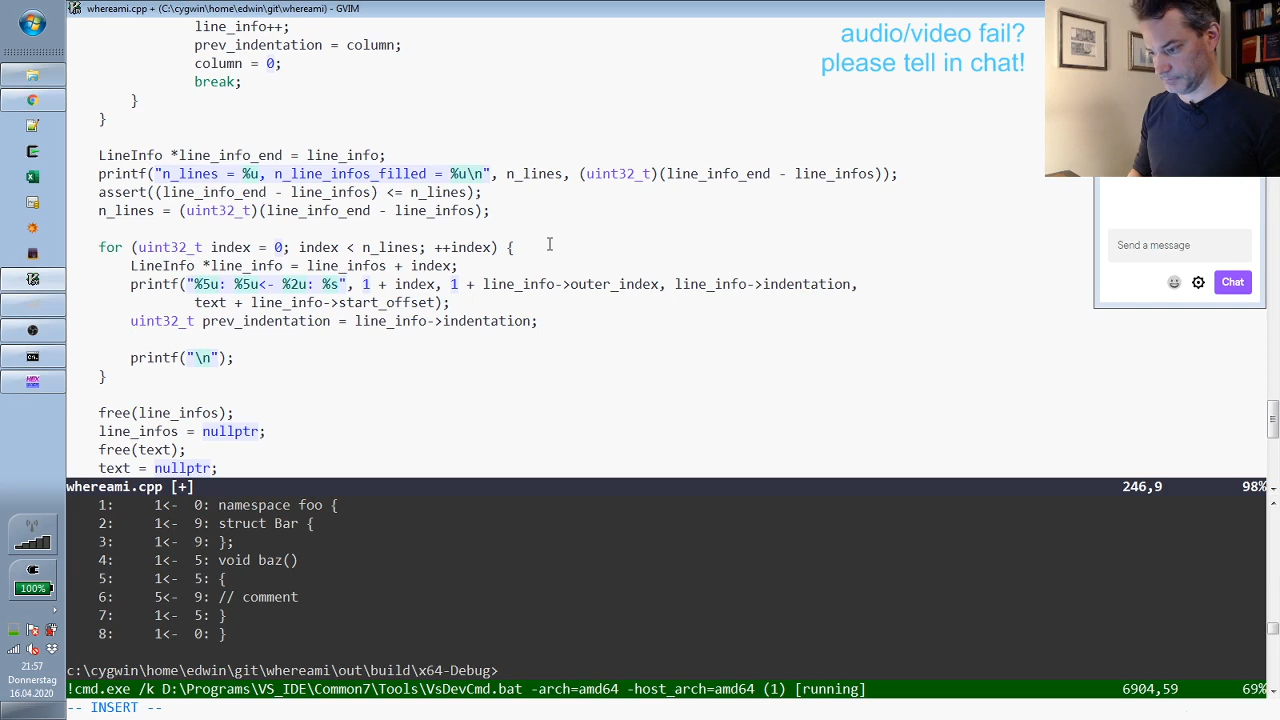 whereami.cpp + (C:\cygwin\home\edwin\git\whereami) - GVIM
audio/video fail?
please tell in chat!
line_info++;
prev_indentation = column;
column = 0;
break;
}
}
LineInfo *line_info_end = line_info;
printf("n_lines = %u, n_line_infos_filled = %u\n", n_lines, (uint32_t)(line_info_end - line_infos));
assert((line_info_end - line_infos) <= n_lines);
n_lines = (uint32_t)(line_info_end - line_infos);
for (uint32_t index = 0; index < n_lines; ++index) {
LineInfo *line_info = line_infos + index;
printf("%5u: %5u<- %2u: %s", 1 + index, 1 + line_info->outer_index, line_info->indentation,
text + line_info->start_offset);
uint32_t prev_indentation = line_info->indentation;
printf("\n");
}
free(line_infos);
line_infos = nullptr;
free(text);
text = nullptr;
Send a message
Chat
whereami.cpp [+] 246,9 98%
1: 1<- 0: namespace foo {
2: 1<- 9: struct Bar {
3: 1<- 9: };
4: 1<- 5: void baz()
5: 1<- 5: {
6: 5<- 9: // comment
7: 1<- 5: }
8: 1<- 0: }
c:\cygwin\home\edwin\git\whereami\out\build\x64-Debug>
!cmd.exe /k D:\Programs\VS_IDE\Common7\Tools\VsDevCmd.bat -arch=amd64 -host_arch=amd64 (1) [running] 6904,59 69%
-- INSERT --
HEX
100%
21:57
Donnerstag
16.04.2020